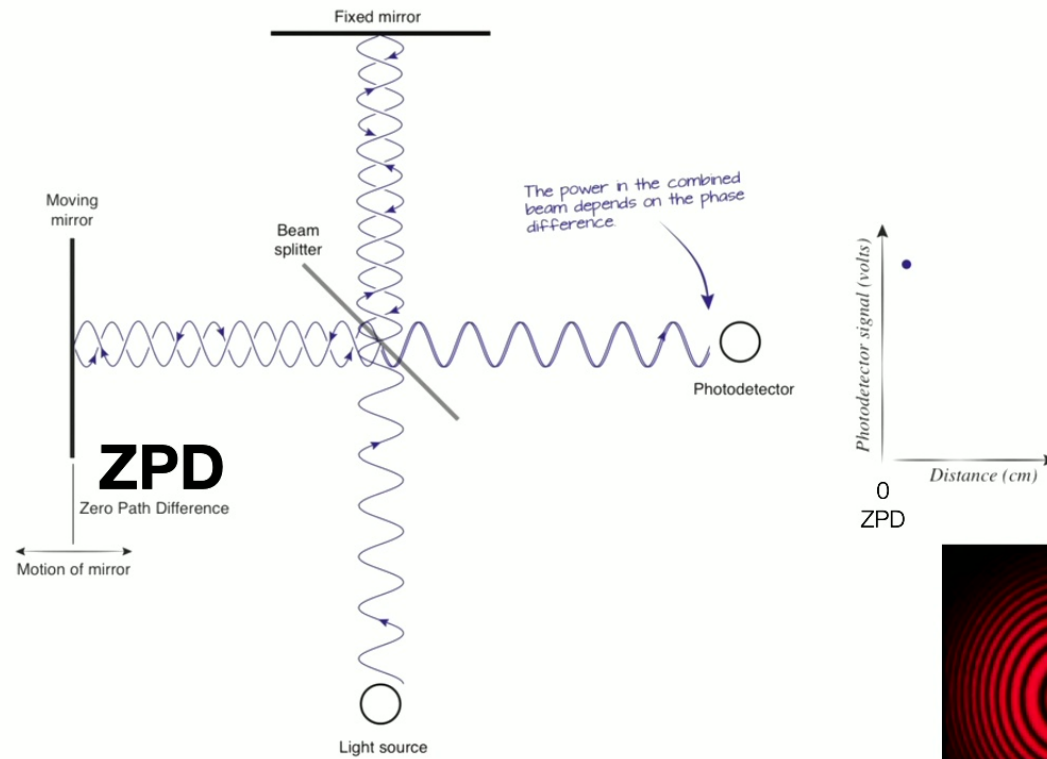 Fixed mirror
The power in the combined
beam depends on the phase
difference.
Moving
mirror
Beam
splitter
Photodetector
Photodetector signal (volts)
Distance (cm)
0
ZPD
ZPD
Zero Path Difference
Motion of mirror
Light source